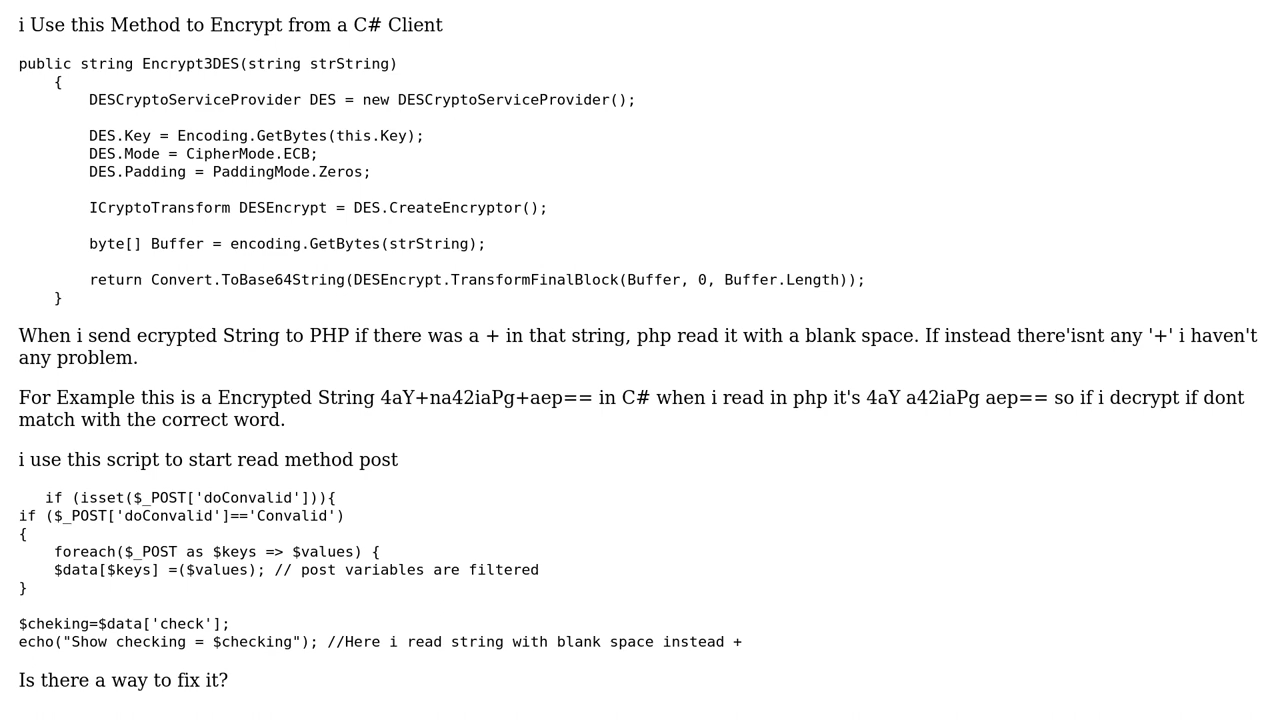 i Use this Method to Encrypt from a C# Client
public string Encrypt3DES(string strString)
    {
        DESCryptoServiceProvider DES = new DESCryptoServiceProvider();
        DES.Key = Encoding.GetBytes(this.Key);
        DES.Mode = CipherMode.ECB;
        DES.Padding = PaddingMode.Zeros;
        ICryptoTransform DESEncrypt = DES.CreateEncryptor();
        byte[] Buffer = encoding.GetBytes(strString);
        return Convert.ToBase64String(DESEncrypt.TransformFinalBlock(Buffer, 0, Buffer.Length));
    }
When i send ecrypted String to PHP if there was a + in that string, php read it with a blank space. If instead there'isnt any '+' i haven't
any problem.
For Example this is a Encrypted String 4aY+na42iaPg+aep== in C# when i read in php it's 4aY a42iaPg aep== so if i decrypt if dont
match with the correct word.
i use this script to start read method post
   if (isset($_POST['doConvalid'])){
if ($_POST['doConvalid']=='Convalid')
{
    foreach($_POST as $keys => $values) {
    $data[$keys] =($values); // post variables are filtered
}
$cheking=$data['check'];
echo("Show checking = $checking"); //Here i read string with blank space instead +
Is there a way to fix it?